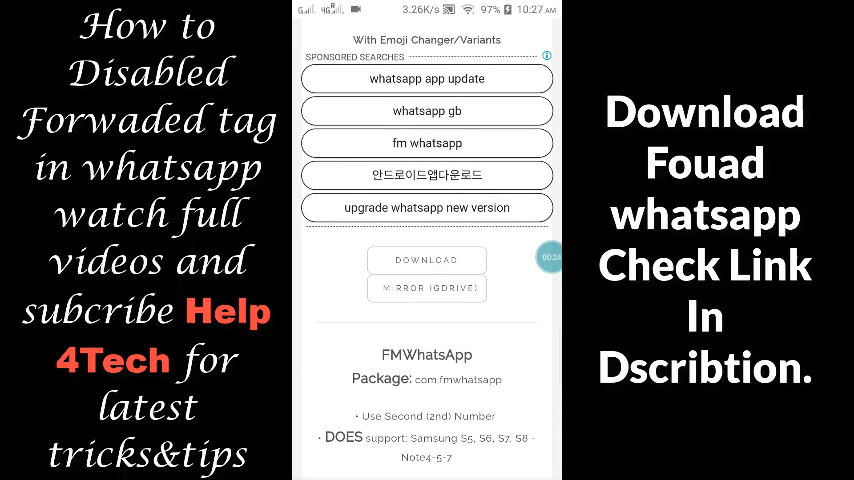 How to
Disabled
Forwaded tag
in whatsapp
watch full
videos and
subcribe Help
4Tech for
latest
tricks&tips
3.26K/s 97% 10:27 AM
With Emoji Changer/Variants
SPONSORED SEARCHES
whatsapp app update
whatsapp gb
fm whatsapp
안드로이드앱다운로드
upgrade whatsapp new version
DOWNLOAD
00:24
MIRROR (GDRIVE)
FMWhatsApp
Package: com.fmwhatsapp
• Use Second (2nd) Number
• DOES support: Samsung S5, S6, S7, S8 -
Note4-5-7
Download
Fouad
whatsapp
Check Link
In
Dscribtion.